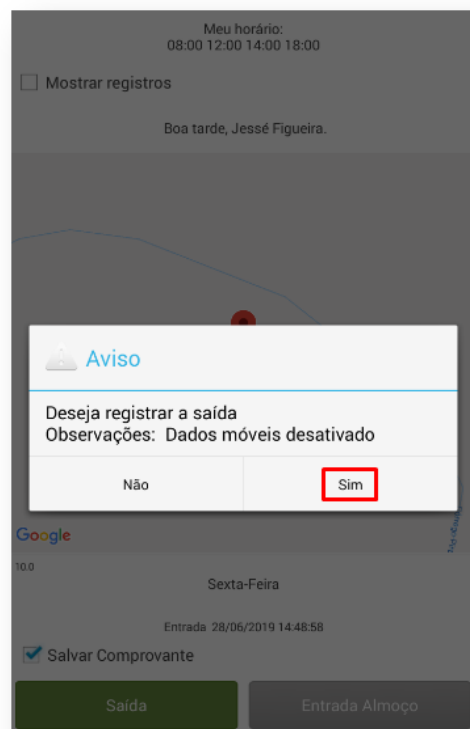 Meu horário:
08:00 12:00 14:00 18:00
Mostrar registros
Boa tarde, Jessé Figueira.
Aviso
Deseja registrar a saída
Observações: Dados móveis desativado
Não
Sim
Google
10.0
Sexta-Feira
Entrada 28/06/2019 14:48:58
Salvar Comprovante
Saída
Entrada Almoço